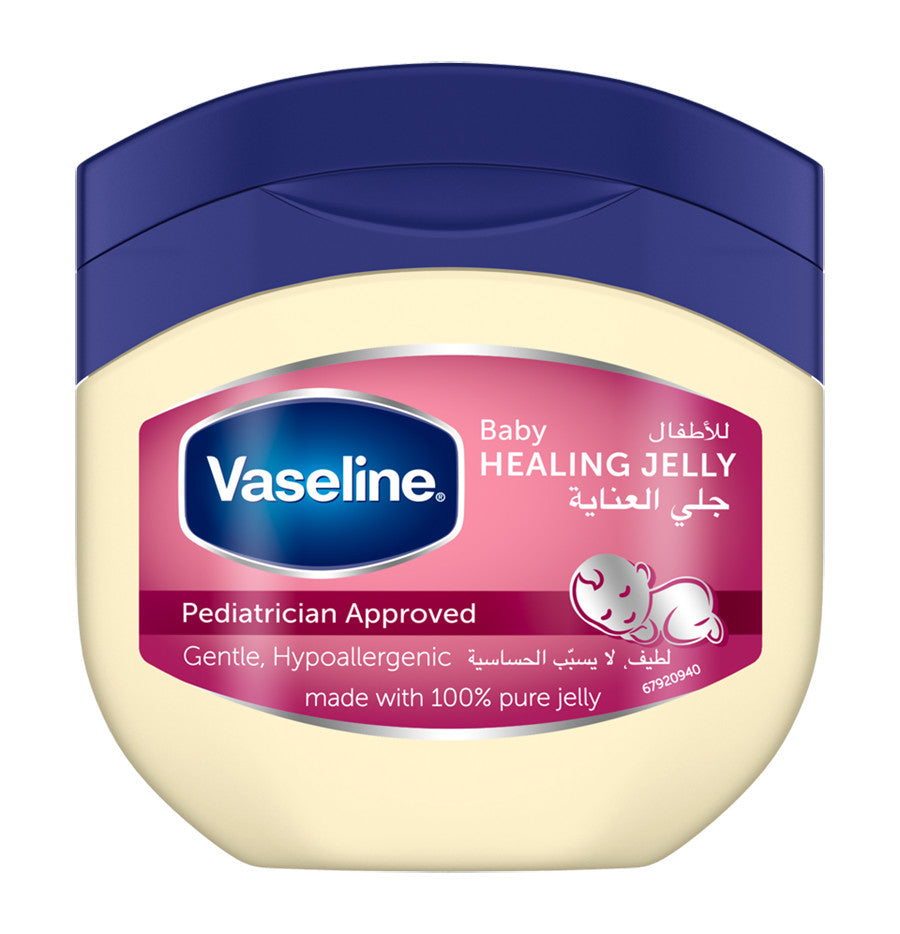 Vaseline®
Baby للأطفال
HEALING JELLY
جلي العناية
Pediatrician Approved
Gentle, Hypoallergenic لطيف، لا يسبّب الحساسية
made with 100% pure jelly
67920940